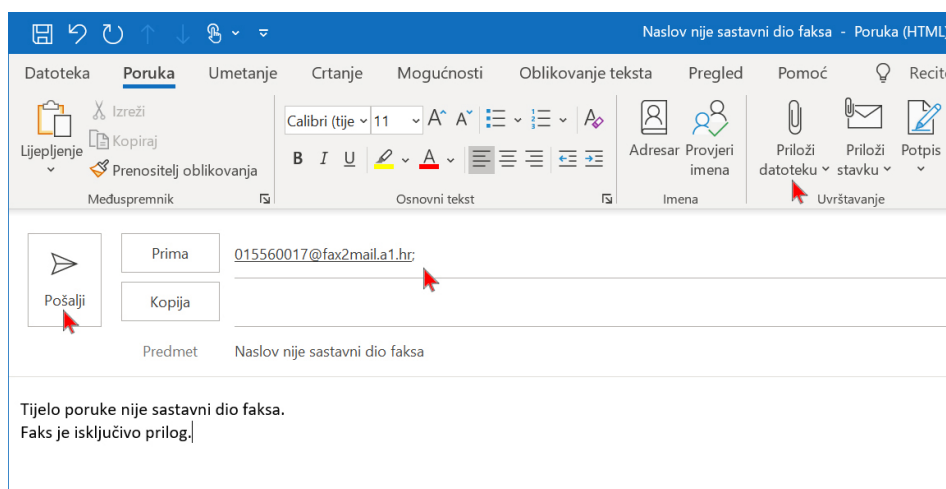 Naslov nije sastavni dio faksa - Poruka (HTML)
Datoteka Poruka Umetanje Crtanje Mogućnosti Oblikovanje teksta Pregled Pomoć
Lijepljenje
Izreži
Kopiraj
Prenositelj oblikovanja
Međuspremnik
Calibri (tije 11
B I U
Osnovni tekst
Adresar
Provjeri
imena
Imena
Priloži
datoteku
Priloži
stavku
Potpis
Uvrštavanje
Pošalji
Prima
015560017@fax2mail.a1.hr;
Kopija
Predmet
Naslov nije sastavni dio faksa
Tijelo poruke nije sastavni dio faksa.
Faks je isključivo prilog.